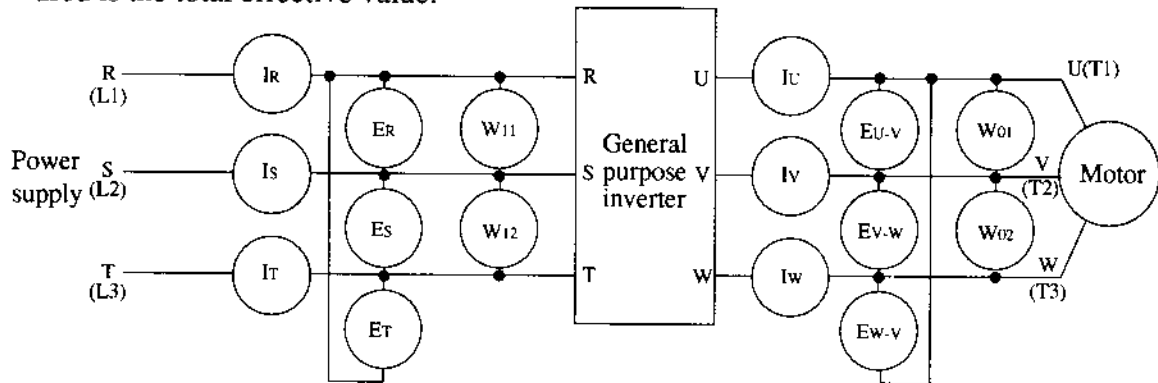 R
(L1)
IR
ER
W11
R
U
IU
EU-V
W01
U(T1)
Power
supply
S
(L2)
IS
ES
W12
S
General
purpose
inverter
V
IV
EV-W
W02
V
(T2)
Motor
T
(L3)
IT
ET
T
W
IW
EW-V
W
(T3)